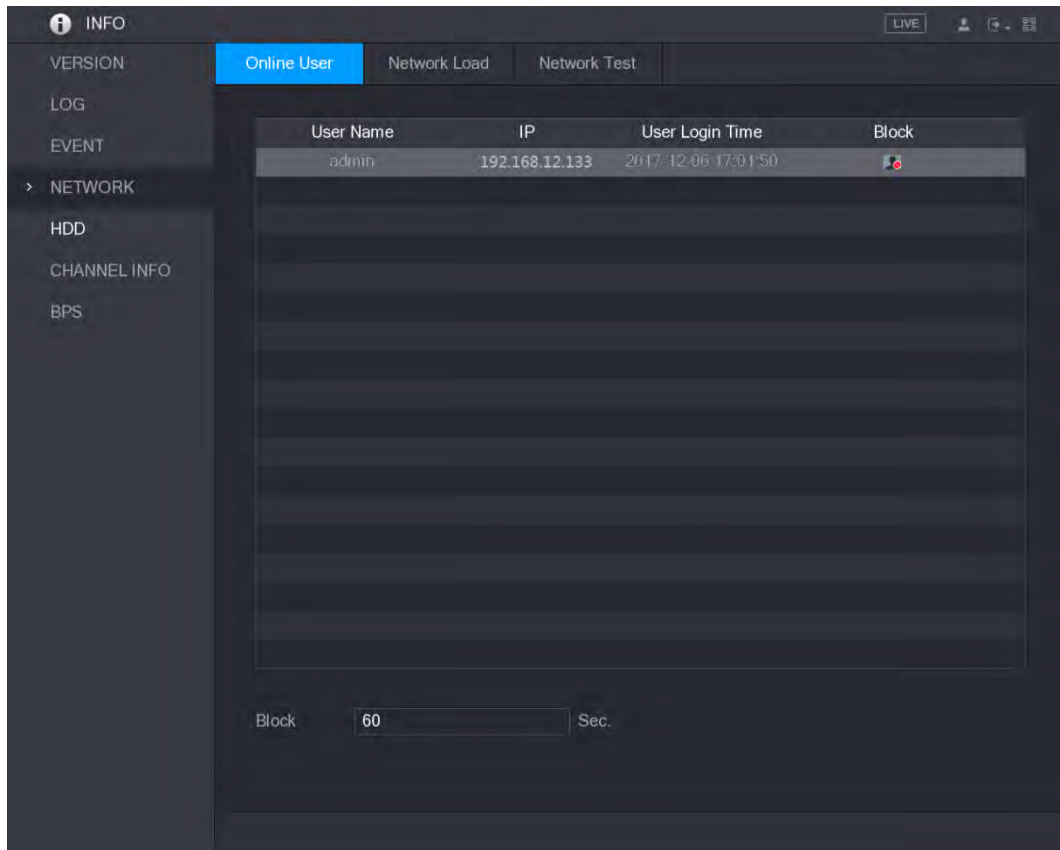 INFO
LIVE
VERSION
LOG
EVENT
NETWORK
HDD
CHANNEL INFO
BPS
Online User Network Load Network Test
User Name IP User Login Time Block
admin 192.168.12.133 2017-12-06 17:01:50
Block 60 Sec.